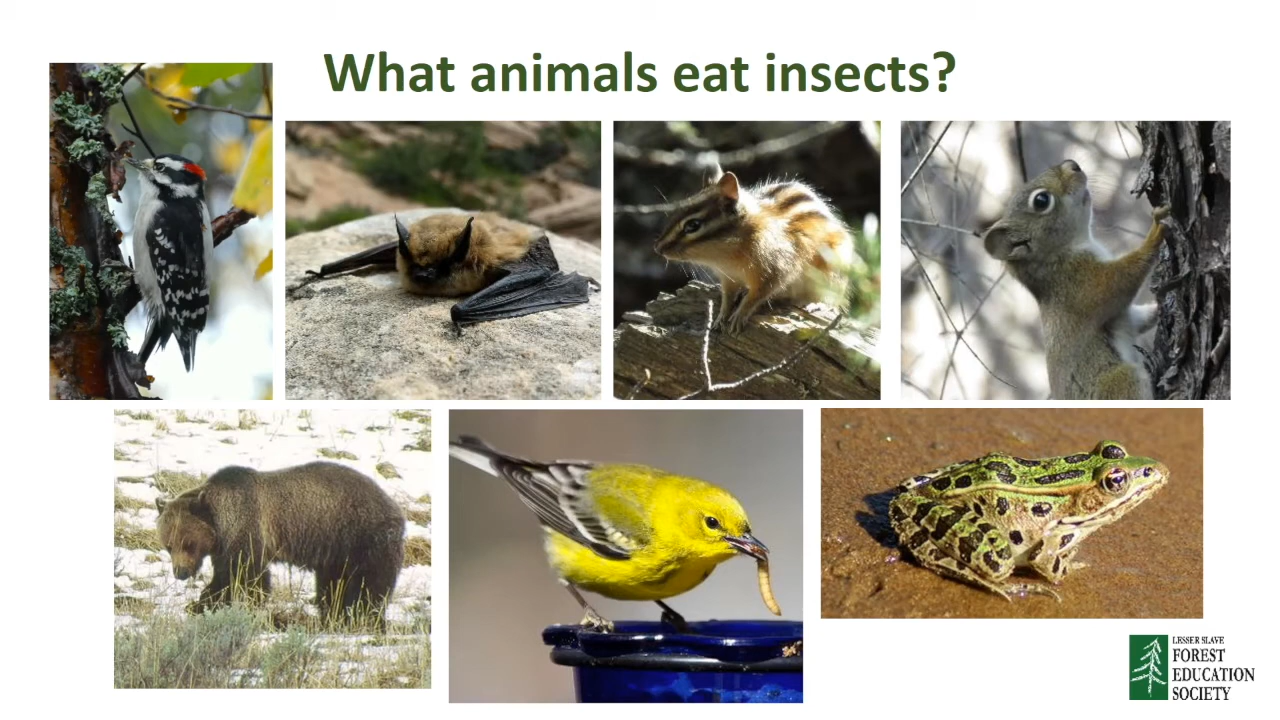 What animals eat insects?
LESSER SLAVE
FOREST
EDUCATION
SOCIETY